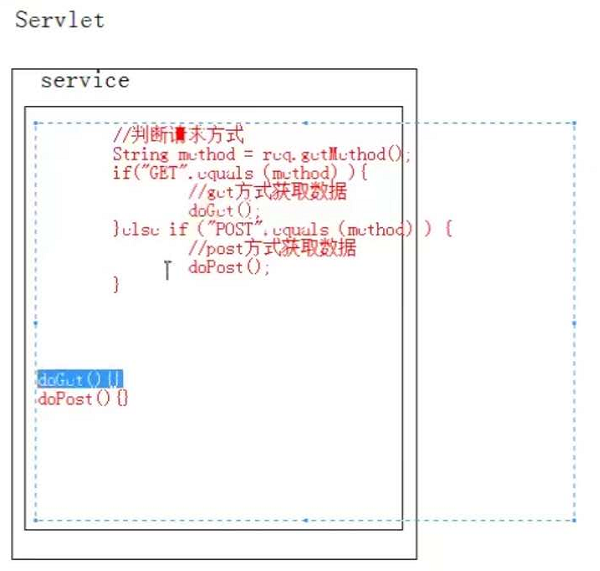 Servlet
service
//判断请求方式
String method = req.getMethod();
if("GET".equals (method) ){
//get方式获取数据
doGet();
}else if ("POST".equals (method) ) {
//post方式获取数据
doPost();
}
doGet(){}
doPost(){}